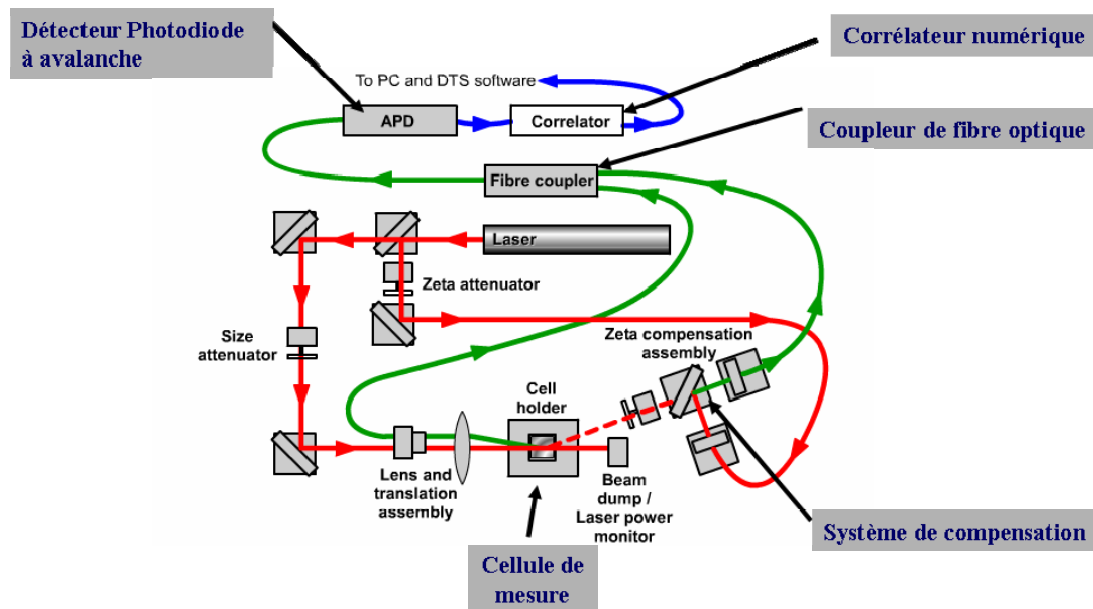 Détecteur Photodiode
à avalanche
Corrélateur numérique
To PC and DTS software
APD
Correlator
Coupleur de fibre optique
Fibre coupler
Laser
Zeta attenuator
Size
attenuator
Zeta compensation
assembly
Cell
holder
Lens and
translation
assembly
Beam
dump /
Laser power
monitor
Système de compensation
Cellule de
mesure